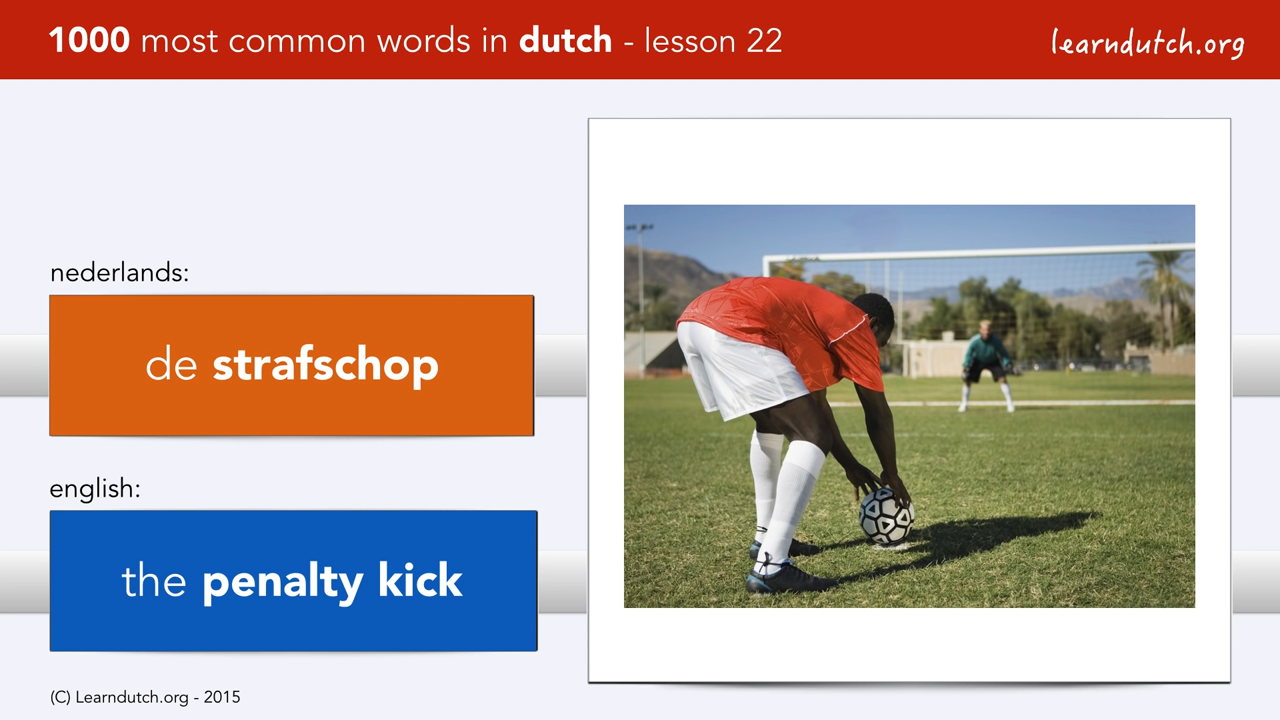 1000 most common words in dutch - lesson 22
learndutch.org
nederlands:
de strafschop
english:
the penalty kick
(C) Learndutch.org - 2015